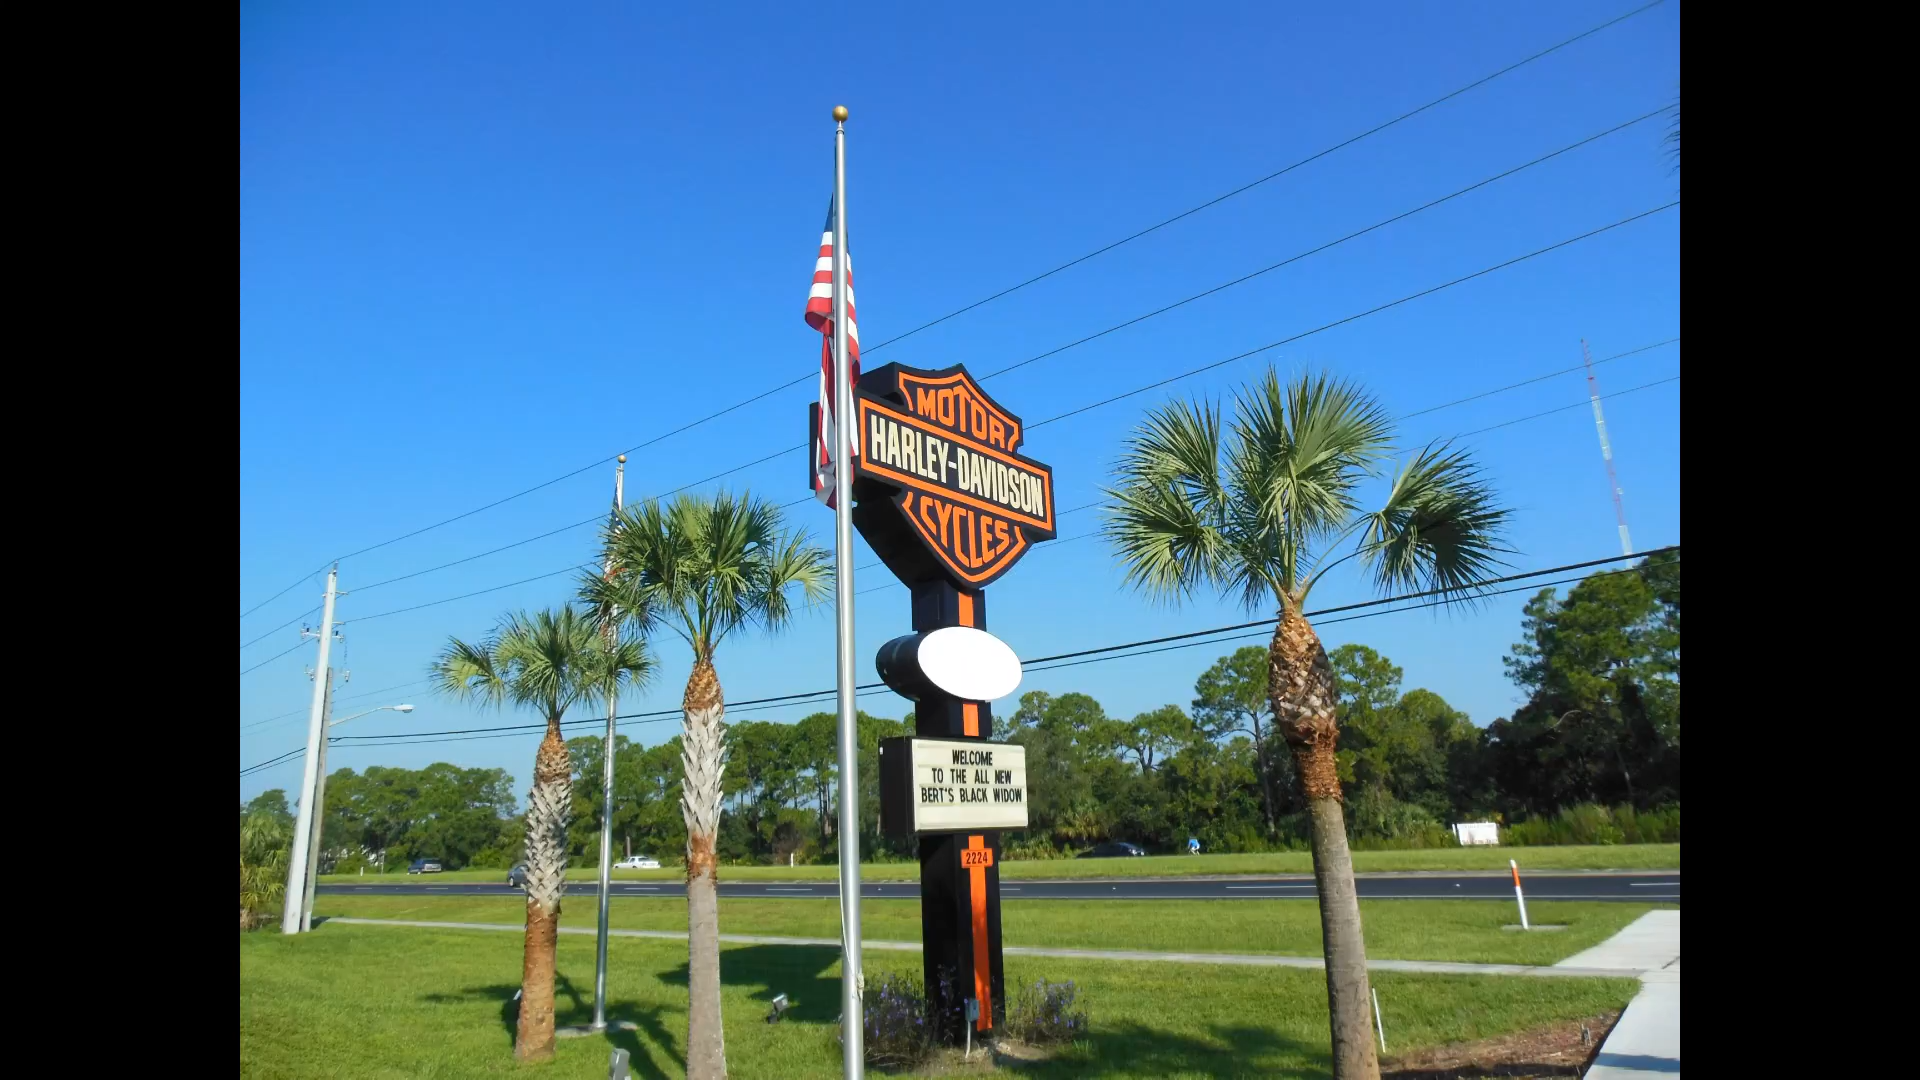 MOTOR
HARLEY-DAVIDSON
CYCLES
WELCOME
TO THE ALL NEW
BERT'S BLACK WIDOW
2224